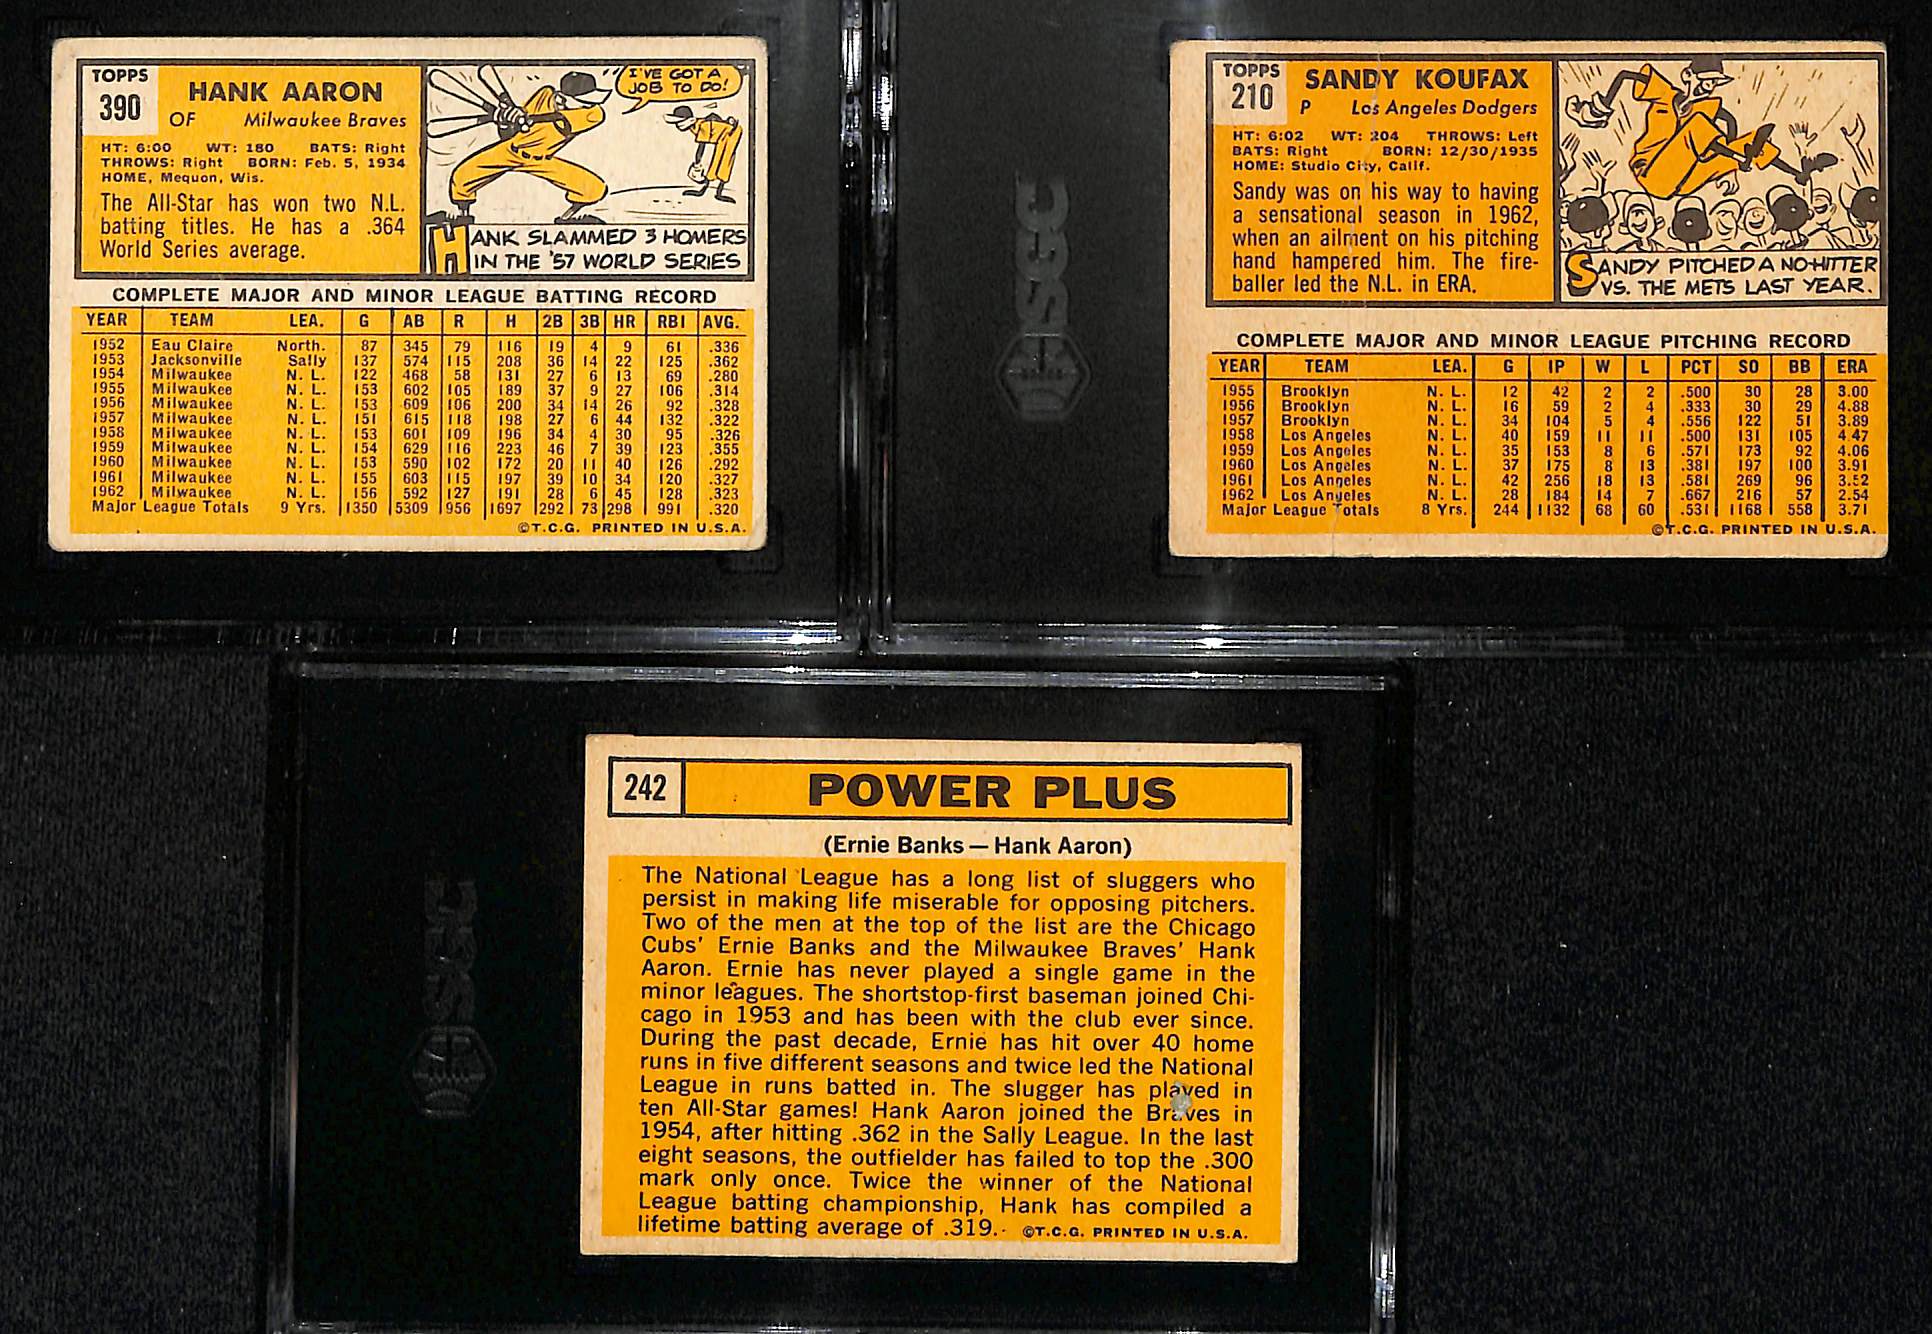 TOPPS
390
HANK AARON
OF Milwaukee Braves
HT: 6:00 WT: 180 BATS: Right
THROWS: Right BORN: Feb. 5, 1934
HOME, Mequon, Wis.
The All-Star has won two N.L.
batting titles. He has a .364
World Series average.
I'VE GOT A
JOB TO DO!
HANK SLAMMED 3 HOMERS
IN THE '57 WORLD SERIES
COMPLETE MAJOR AND MINOR LEAGUE BATTING RECORD
YEAR TEAM LEA. G AB R H 2B 3B HR RBI AVG.
1952 Eau Claire North. 87 345 79 116 19 4 9 61 .336
1953 Jacksonville Sally 137 574 115 208 36 14 22 125 .362
1954 Milwaukee N. L. 122 468 58 131 27 6 13 69 .280
1955 Milwaukee N. L. 153 602 105 189 37 9 27 106 .314
1956 Milwaukee N. L. 153 609 106 200 34 14 26 92 .328
1957 Milwaukee N. L. 151 615 118 198 27 6 44 132 .322
1958 Milwaukee N. L. 153 601 109 196 34 4 30 95 .326
1959 Milwaukee N. L. 154 629 116 223 46 7 39 123 .355
1960 Milwaukee N. L. 153 590 102 172 20 11 40 126 .292
1961 Milwaukee N. L. 155 603 115 197 39 10 34 120 .327
1962 Milwaukee N. L. 156 592 127 191 28 6 45 128 .323
Major League Totals 9 Yrs. 1350 5309 956 1697 292 73 298 991 .320
©T.C.G. PRINTED IN U.S.A.
SGC
TOPPS
210
SANDY KOUFAX
P Los Angeles Dodgers
HT: 6:02 WT: 204 THROWS: Left
BATS: Right BORN: 12/30/1935
HOME: Studio City, Calif.
Sandy was on his way to having
a sensational season in 1962,
when an ailment on his pitching
hand hampered him. The fire-
baller led the N.L. in ERA.
SANDY PITCHED A NO-HITTER
VS. THE METS LAST YEAR.
COMPLETE MAJOR AND MINOR LEAGUE PITCHING RECORD
YEAR TEAM LEA. G IP W L PCT SO BB ERA
1955 Brooklyn N. L. 12 42 2 2 .500 30 28 3.00
1956 Brooklyn N. L. 16 59 2 4 .333 30 29 4.88
1957 Brooklyn N. L. 34 104 5 4 .556 122 51 3.89
1958 Los Angeles N. L. 40 159 11 11 .500 131 105 4.47
1959 Los Angeles N. L. 35 153 8 6 .571 173 92 4.06
1960 Los Angeles N. L. 37 175 8 13 .381 197 100 3.91
1961 Los Angeles N. L. 42 256 18 13 .581 269 96 3.52
1962 Los Angeles N. L. 28 184 14 7 .667 216 57 2.54
Major League Totals 8 Yrs. 244 1132 68 60 .531 1168 558 3.71
©T.C.G. PRINTED IN U.S.A.
SGC
242
POWER PLUS
(Ernie Banks — Hank Aaron)
The National League has a long list of sluggers who
persist in making life miserable for opposing pitchers.
Two of the men at the top of the list are the Chicago
Cubs' Ernie Banks and the Milwaukee Braves' Hank
Aaron. Ernie has never played a single game in the
minor leagues. The shortstop-first baseman joined Chi-
cago in 1953 and has been with the club ever since.
During the past decade, Ernie has hit over 40 home
runs in five different seasons and twice led the National
League in runs batted in. The slugger has played in
ten All-Star games! Hank Aaron joined the Braves in
1954, after hitting .362 in the Sally League. In the last
eight seasons, the outfielder has failed to top the .300
mark only once. Twice the winner of the National
League batting championship, Hank has compiled a
lifetime batting average of .319. ©T.C.G. PRINTED IN U.S.A.